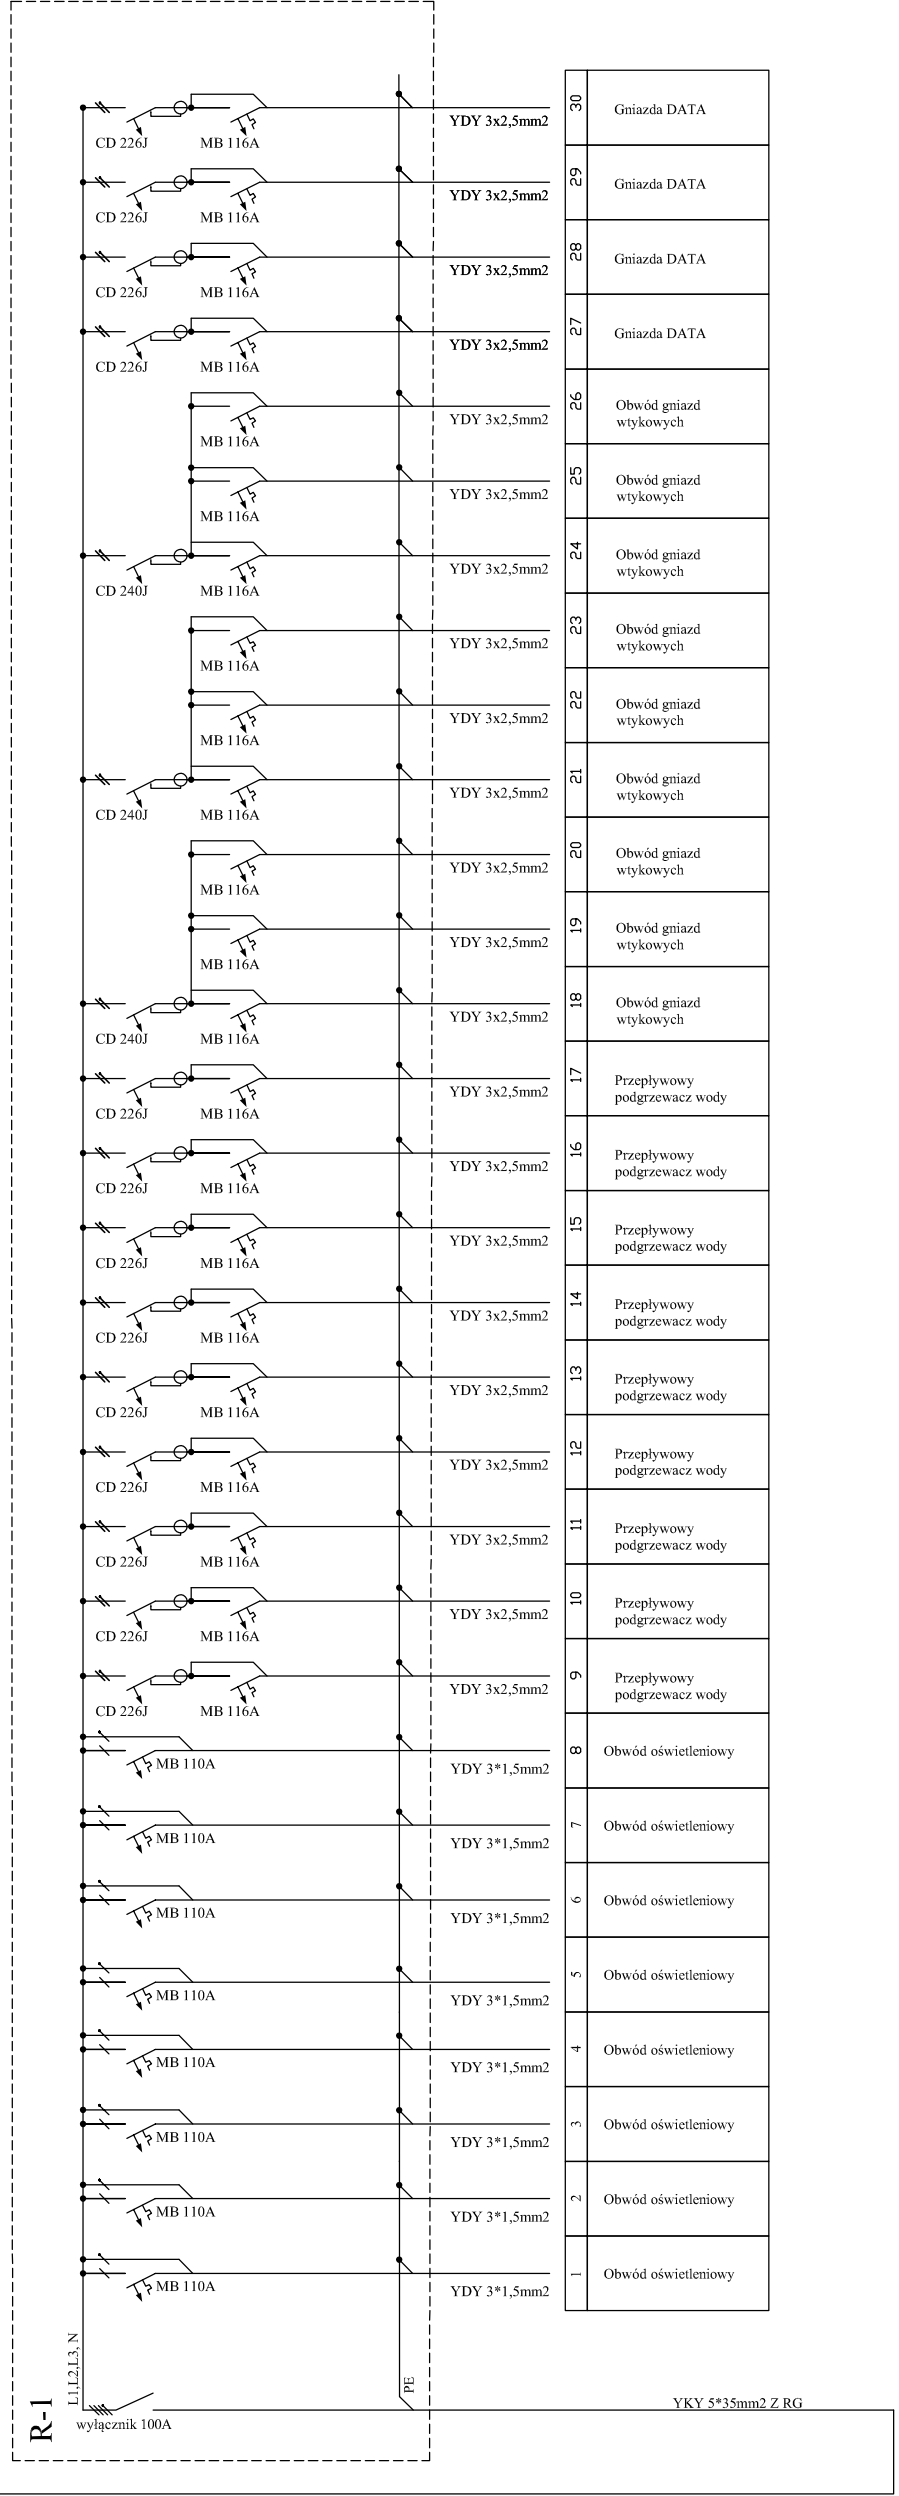 CD 226J MB 116A YDY 3x2,5mm2 30 Gniazda DATA
CD 226J MB 116A YDY 3x2,5mm2 29 Gniazda DATA
CD 226J MB 116A YDY 3x2,5mm2 28 Gniazda DATA
CD 226J MB 116A YDY 3x2,5mm2 27 Gniazda DATA
MB 116A YDY 3x2,5mm2 26 Obwód gniazd
wtykowych
MB 116A YDY 3x2,5mm2 25 Obwód gniazd
wtykowych
CD 240J MB 116A YDY 3x2,5mm2 24 Obwód gniazd
wtykowych
MB 116A YDY 3x2,5mm2 23 Obwód gniazd
wtykowych
MB 116A YDY 3x2,5mm2 22 Obwód gniazd
wtykowych
CD 240J MB 116A YDY 3x2,5mm2 21 Obwód gniazd
wtykowych
MB 116A YDY 3x2,5mm2 20 Obwód gniazd
wtykowych
MB 116A YDY 3x2,5mm2 19 Obwód gniazd
wtykowych
CD 240J MB 116A YDY 3x2,5mm2 18 Obwód gniazd
wtykowych
CD 226J MB 116A YDY 3x2,5mm2 17 Przepływowy
podgrzewacz wody
CD 226J MB 116A YDY 3x2,5mm2 16 Przepływowy
podgrzewacz wody
CD 226J MB 116A YDY 3x2,5mm2 15 Przepływowy
podgrzewacz wody
CD 226J MB 116A YDY 3x2,5mm2 14 Przepływowy
podgrzewacz wody
CD 226J MB 116A YDY 3x2,5mm2 13 Przepływowy
podgrzewacz wody
CD 226J MB 116A YDY 3x2,5mm2 12 Przepływowy
podgrzewacz wody
CD 226J MB 116A YDY 3x2,5mm2 11 Przepływowy
podgrzewacz wody
CD 226J MB 116A YDY 3x2,5mm2 10 Przepływowy
podgrzewacz wody
CD 226J MB 116A YDY 3x2,5mm2 9 Przepływowy
podgrzewacz wody
MB 110A YDY 3*1,5mm2 8 Obwód oświetleniowy
MB 110A YDY 3*1,5mm2 7 Obwód oświetleniowy
MB 110A YDY 3*1,5mm2 6 Obwód oświetleniowy
MB 110A YDY 3*1,5mm2 5 Obwód oświetleniowy
MB 110A YDY 3*1,5mm2 4 Obwód oświetleniowy
MB 110A YDY 3*1,5mm2 3 Obwód oświetleniowy
MB 110A YDY 3*1,5mm2 2 Obwód oświetleniowy
MB 110A YDY 3*1,5mm2 1 Obwód oświetleniowy
L1,L2,L3, N
PE
R-1
YKY 5*35mm2 Z RG
wyłącznik 100A